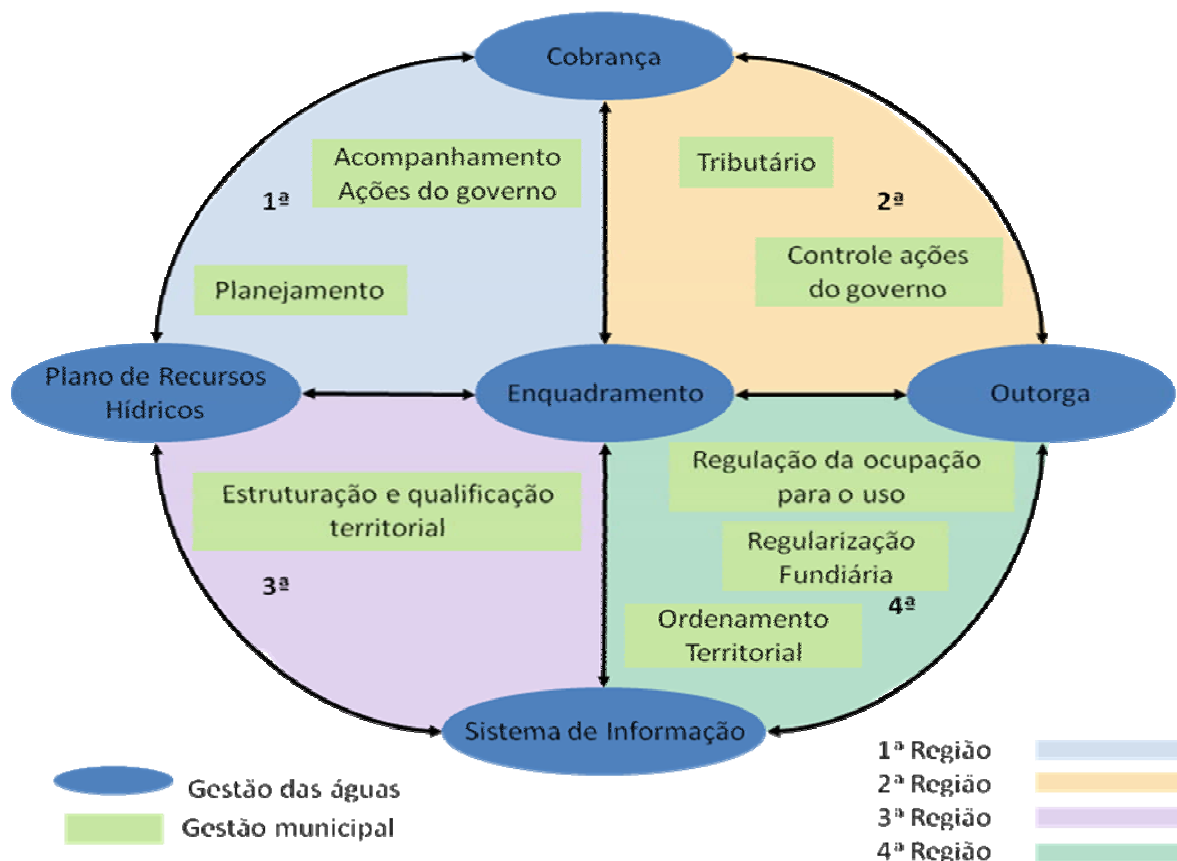 Cobrança
Acompanhamento
Ações do governo
1ª
Planejamento
Tributário
2ª
Controle ações
do governo
Plano de Recursos
Hídricos
Enquadramento
Outorga
Estruturação e qualificação
territorial
3ª
Regulação da ocupação
para o uso
Regularização
Fundiária
4ª
Ordenamento
Territorial
Sistema de Informação
Gestão das águas
Gestão municipal
1ª Região
2ª Região
3ª Região
4ª Região